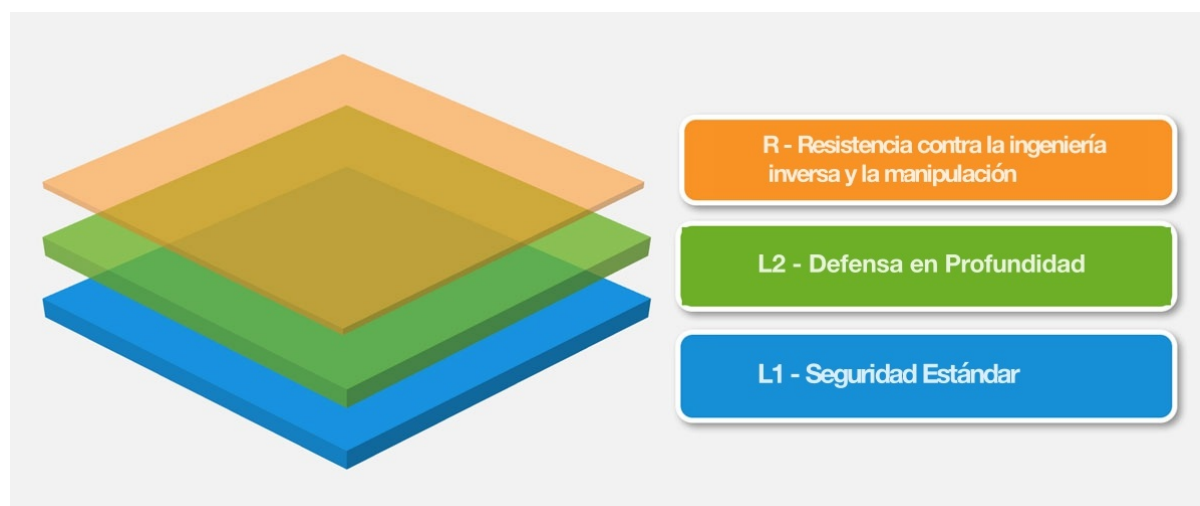 R - Resistencia contra la ingeniería
inversa y la manipulación
L2 - Defensa en Profundidad
L1 - Seguridad Estándar